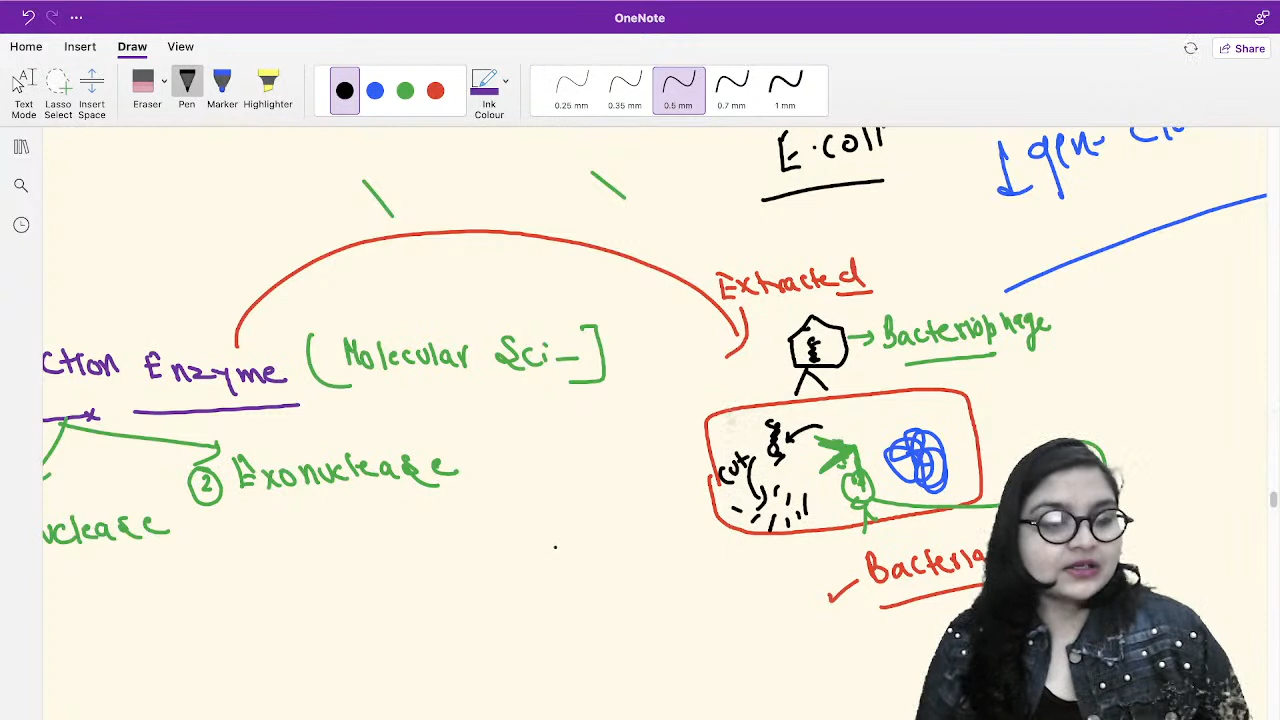 OneNote
Home Insert Draw View
Share
Text Mode
Lasso Select
Insert Space
Eraser
Pen
Marker
Highlighter
Ink Colour
0.25 mm
0.35 mm
0.5 mm
0.7 mm
1 mm
E.coli
gen
Extracted
Bacteriophage
ction Enzyme (Molecular Sci-]
cut
2 Exonuclease
nuclease
Bacteria